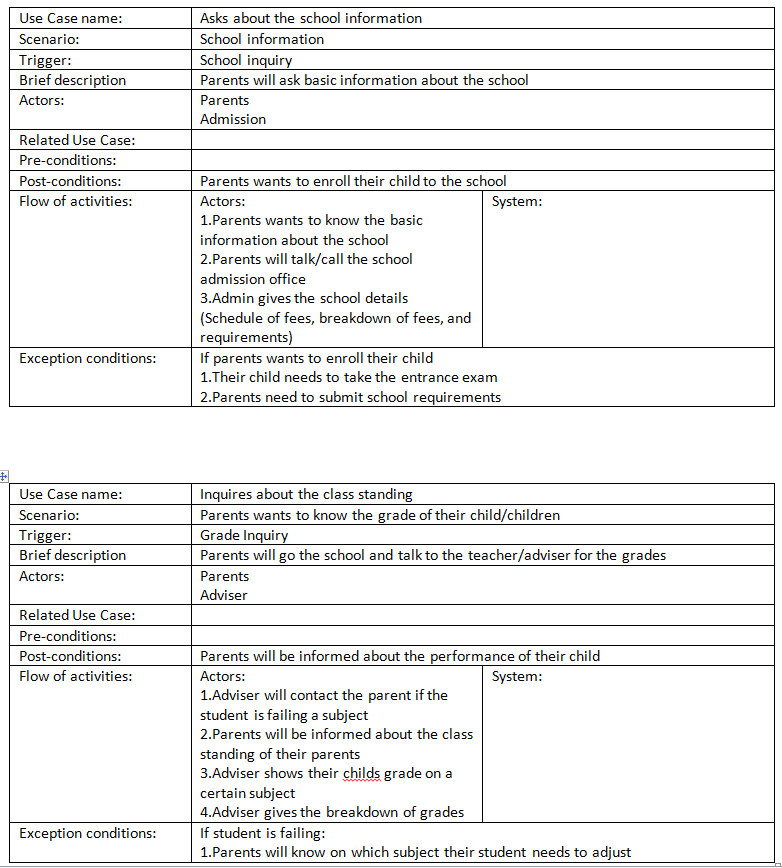 Use Case name: Asks about the school information
Scenario: School information
Trigger: School inquiry
Brief description Parents will ask basic information about the school
Actors: Parents
Admission
Related Use Case:
Pre-conditions:
Post-conditions: Parents wants to enroll their child to the school
Flow of activities: Actors: System:
1.Parents wants to know the basic
information about the school
2.Parents will talk/call the school
admission office
3.Admin gives the school details
(Schedule of fees, breakdown of fees, and
requirements)
Exception conditions: If parents wants to enroll their child
1.Their child needs to take the entrance exam
2.Parents need to submit school requirements
Use Case name: Inquires about the class standing
Scenario: Parents wants to know the grade of their child/children
Trigger: Grade Inquiry
Brief description Parents will go the school and talk to the teacher/adviser for the grades
Actors: Parents
Adviser
Related Use Case:
Pre-conditions:
Post-conditions: Parents will be informed about the performance of their child
Flow of activities: Actors: System:
1.Adviser will contact the parent if the
student is failing a subject
2.Parents will be informed about the class
standing of their parents
3.Adviser shows their childs grade on a
certain subject
4.Adviser gives the breakdown of grades
Exception conditions: If student is failing:
1.Parents will know on which subject their student needs to adjust